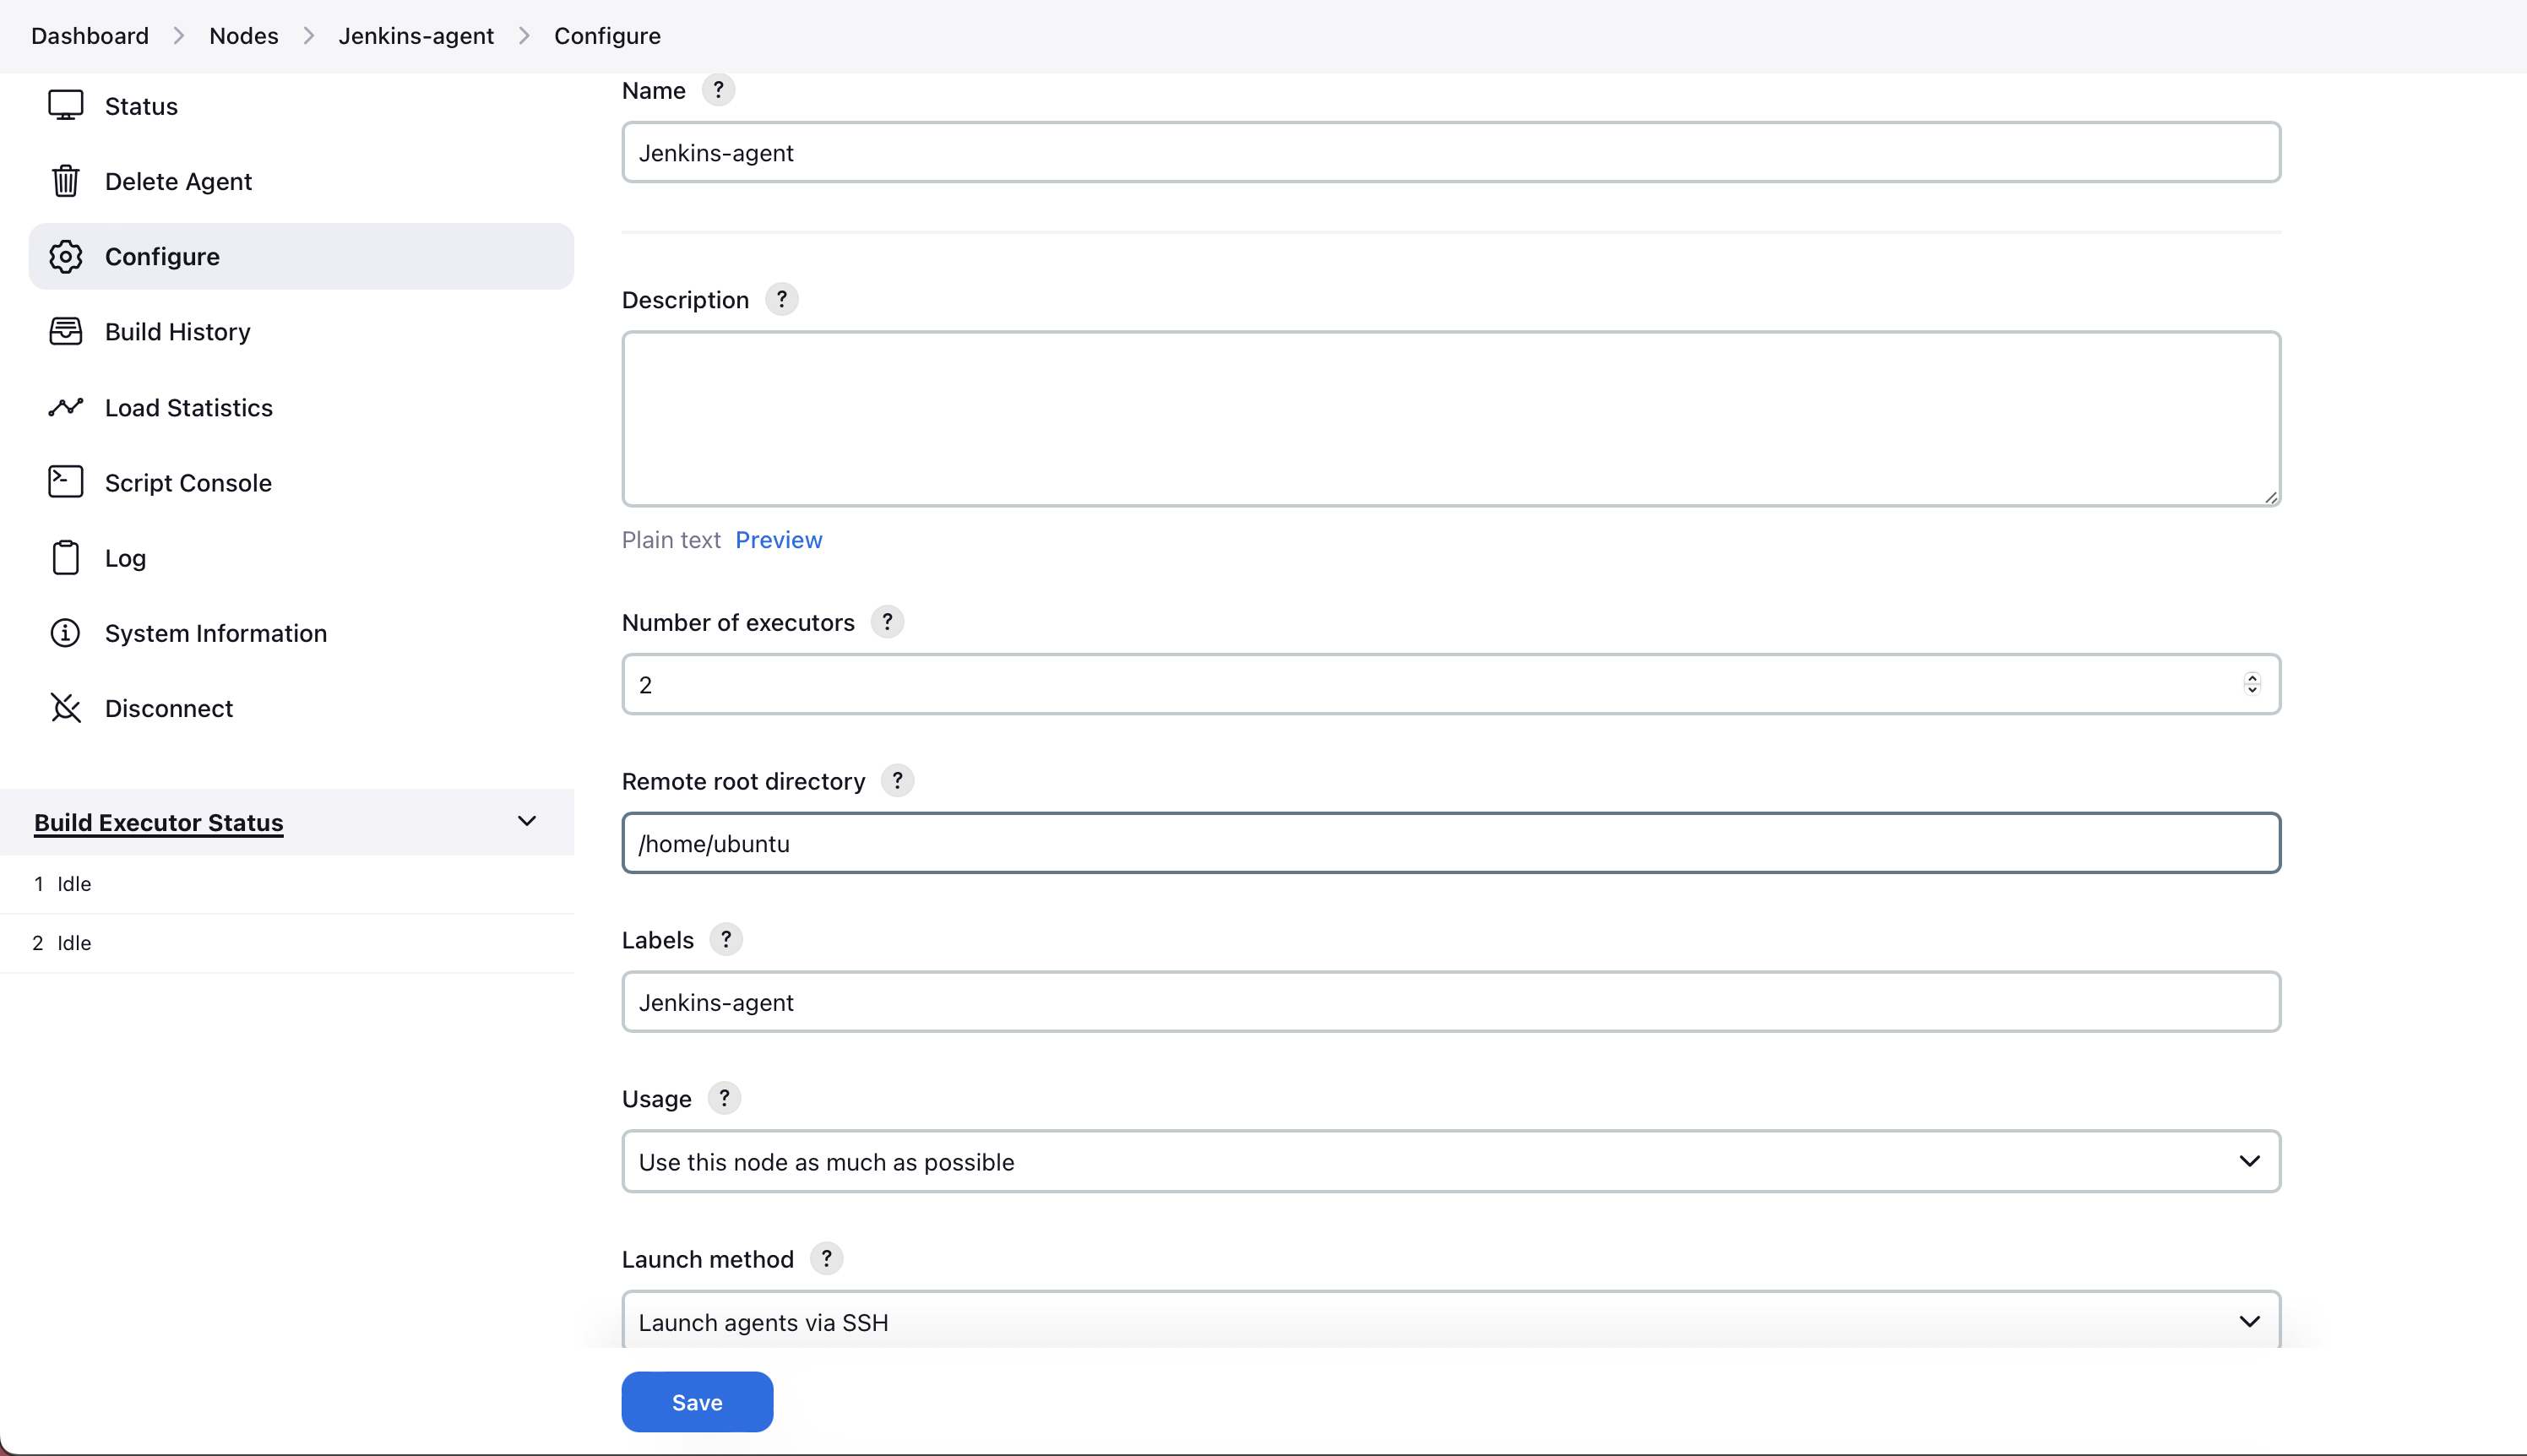 Dashboard > Nodes > Jenkins-agent > Configure
Status
Delete Agent
Configure
Build History
Load Statistics
Script Console
Log
System Information
Disconnect
Build Executor Status
1 Idle
2 Idle
Name ?
Jenkins-agent
Description ?
Plain text Preview
Number of executors ?
2
Remote root directory ?
/home/ubuntu
Labels ?
Jenkins-agent
Usage ?
Use this node as much as possible
Launch method ?
Launch agents via SSH
Save